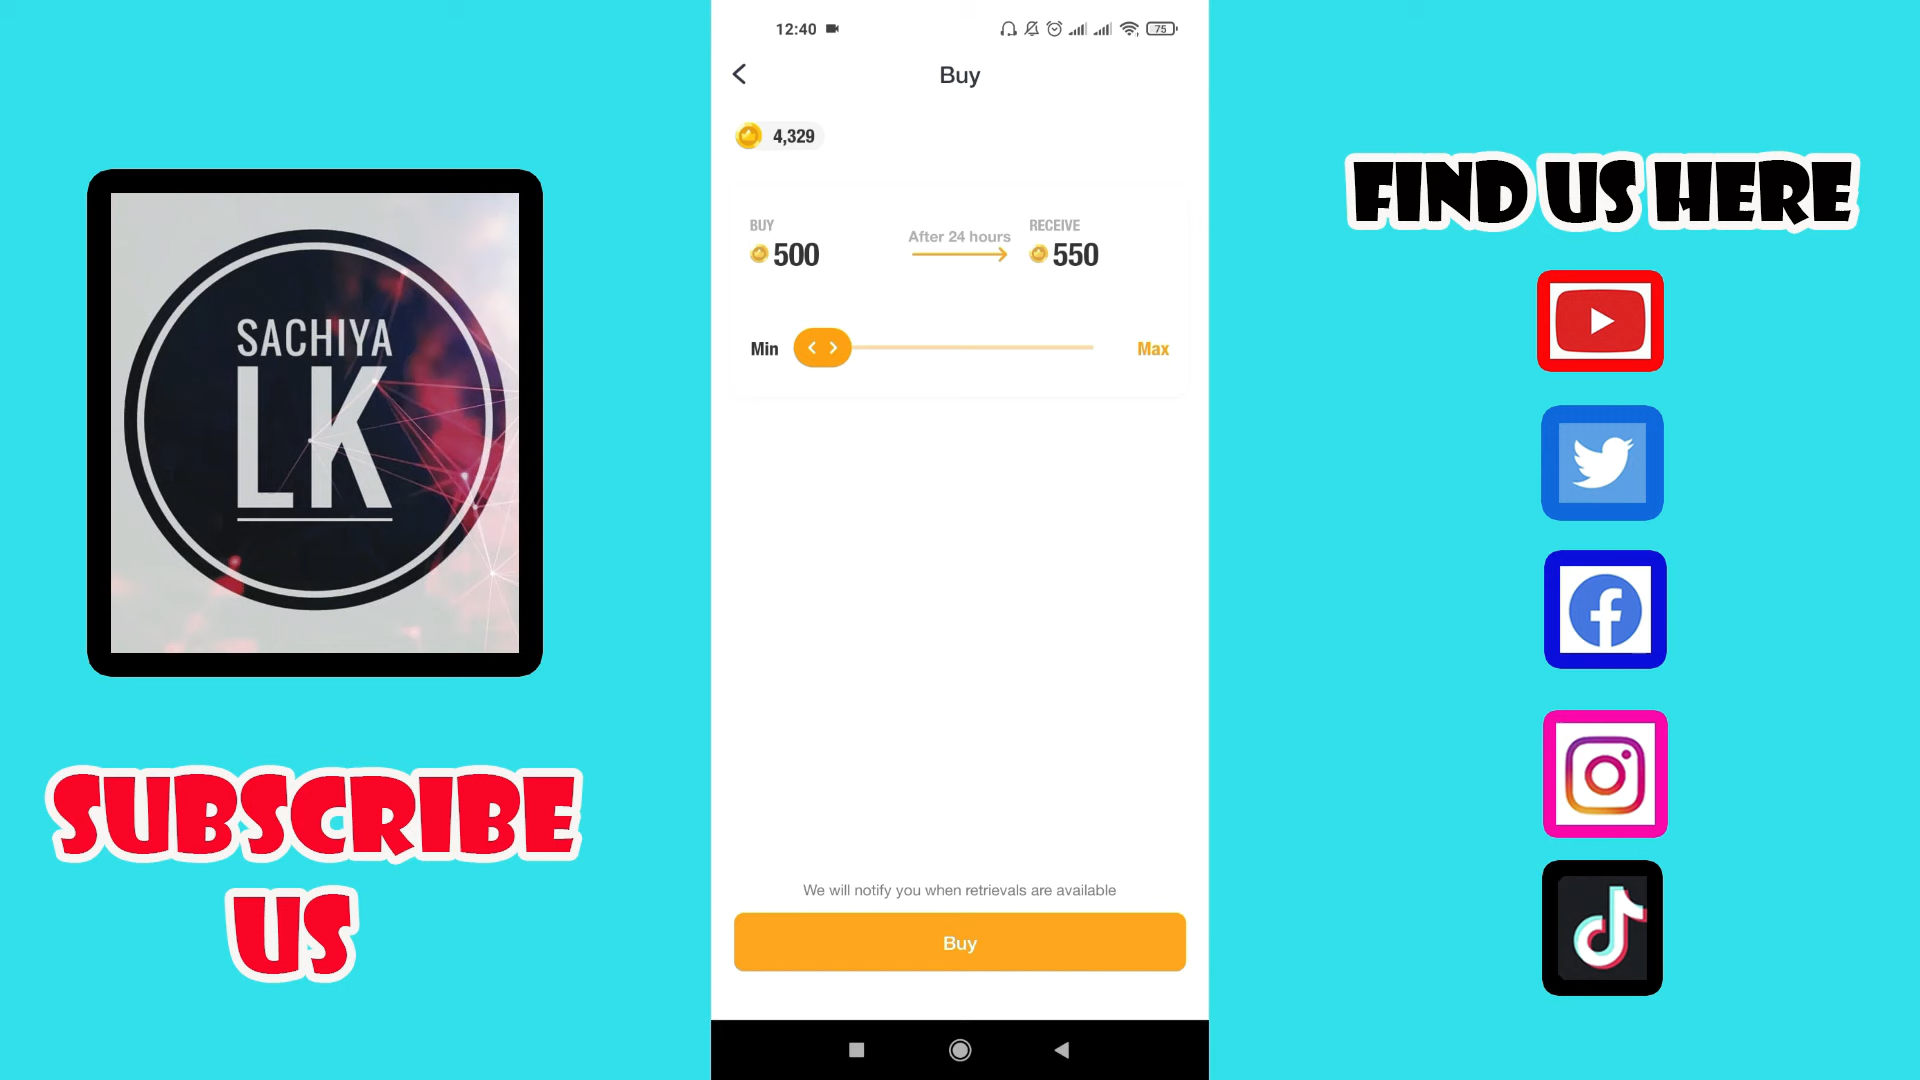 12:40
75
Buy
4,329
BUY
500
After 24 hours
RECEIVE
550
Min
Max
We will notify you when retrievals are available
Buy
SACHIYA
LK
SUBSCRIBE
US
FIND US HERE